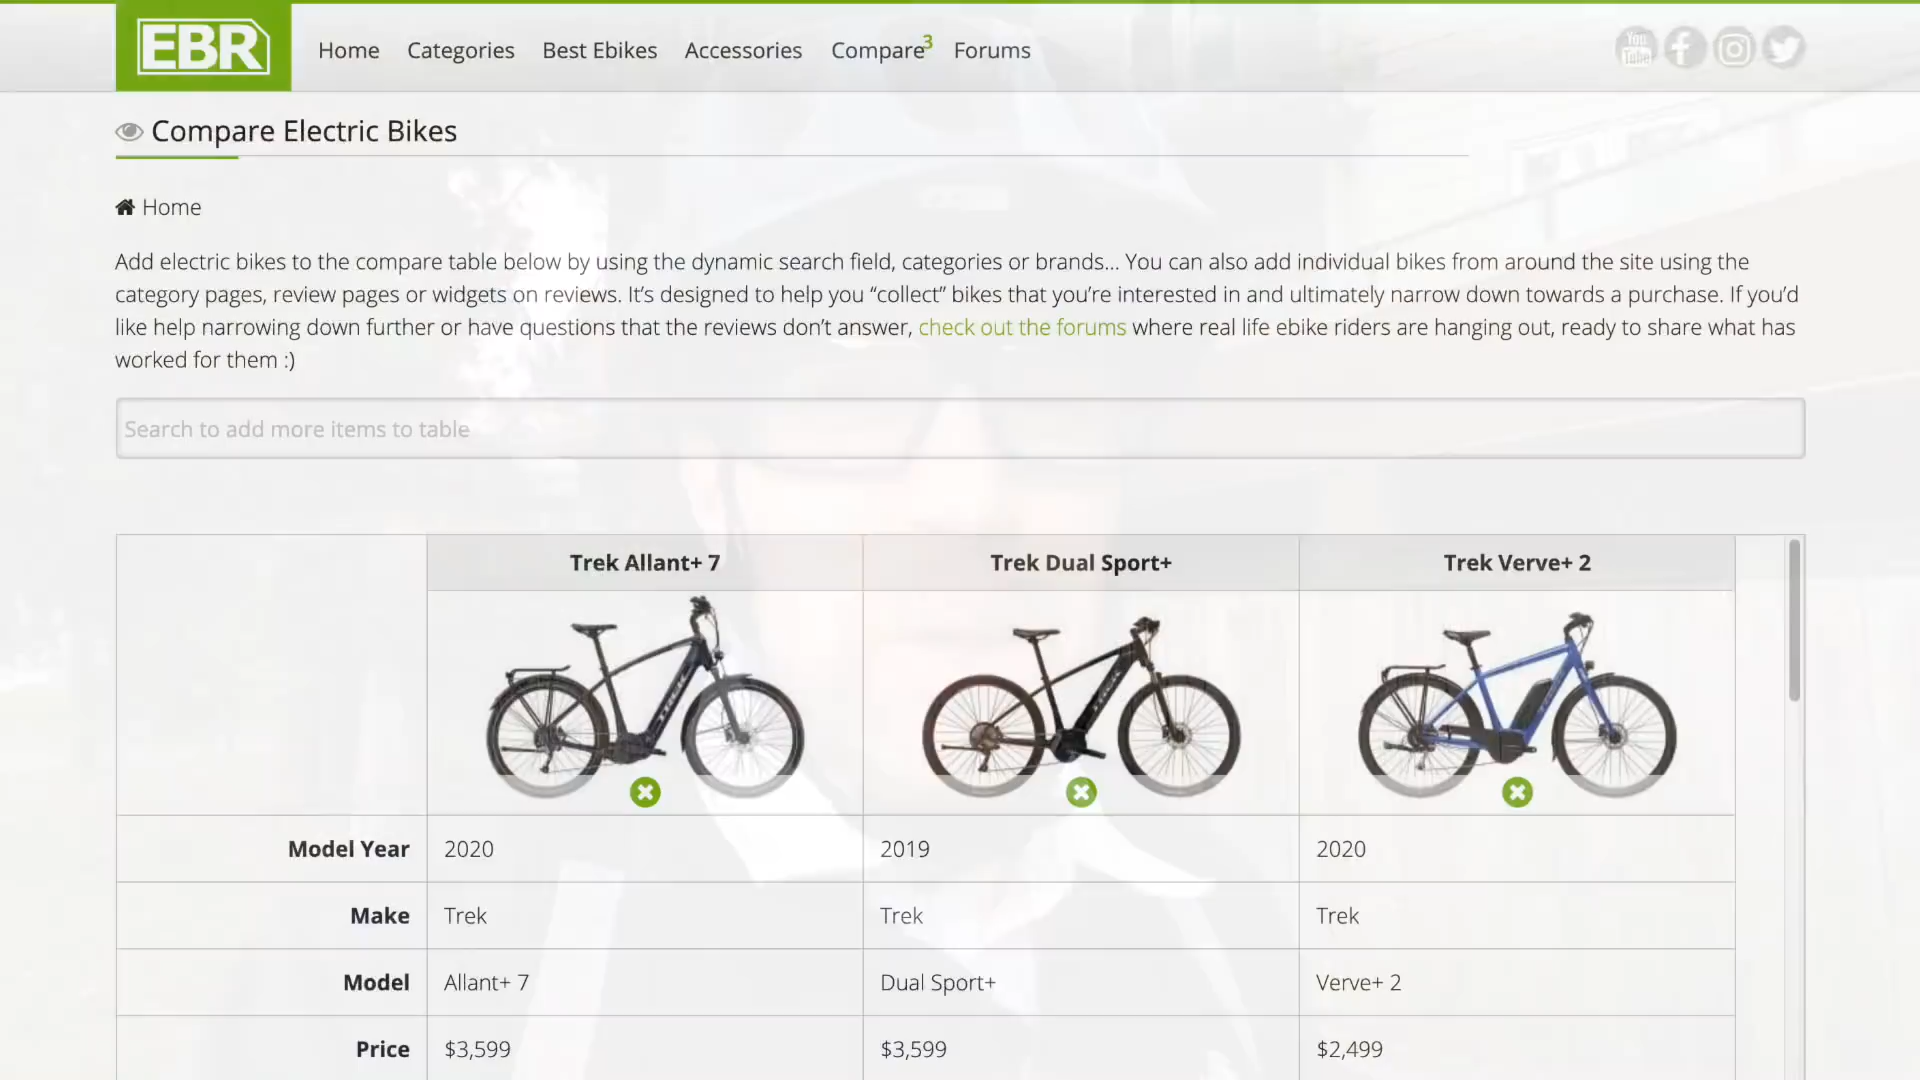 EBR Home Categories Best Ebikes Accessories Compare 3 Forums You Tube
Compare Electric Bikes
Home
Add electric bikes to the compare table below by using the dynamic search field, categories or brands... You can also add individual bikes from around the site using the
category pages, review pages or widgets on reviews. It’s designed to help you “collect” bikes that you’re interested in and ultimately narrow down towards a purchase. If you’d
like help narrowing down further or have questions that the reviews don’t answer, check out the forums where real life ebike riders are hanging out, ready to share what has
worked for them :)
Search to add more items to table
Trek Allant+ 7 Trek Dual Sport+ Trek Verve+ 2
TREK TREK
Model Year 2020 2019 2020
Make Trek Trek Trek
Model Allant+ 7 Dual Sport+ Verve+ 2
Price $3,599 $3,599 $2,499